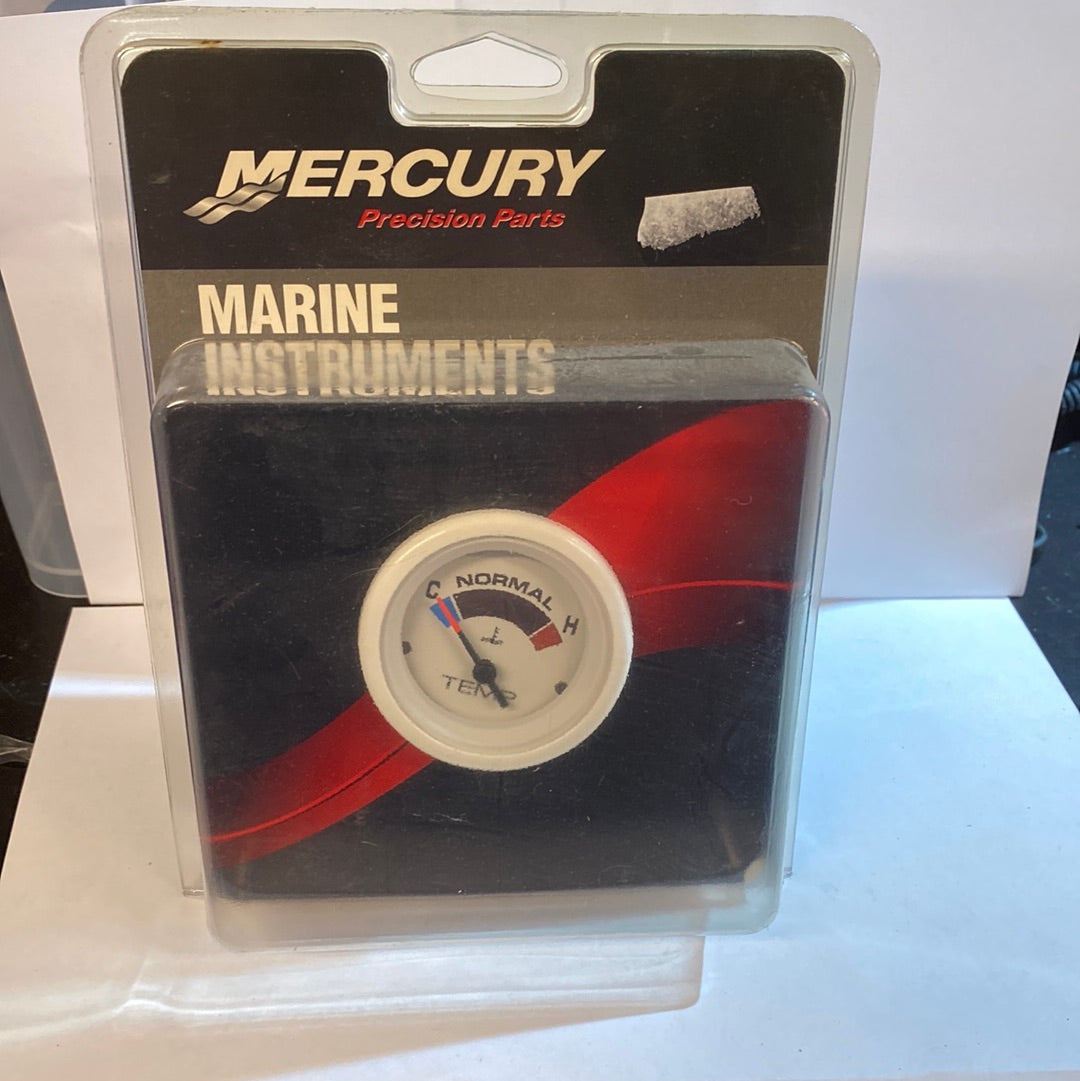 MERCURY
Precision Parts
MARINE
INSTRUMENTS
C NORMAL H
TEMP